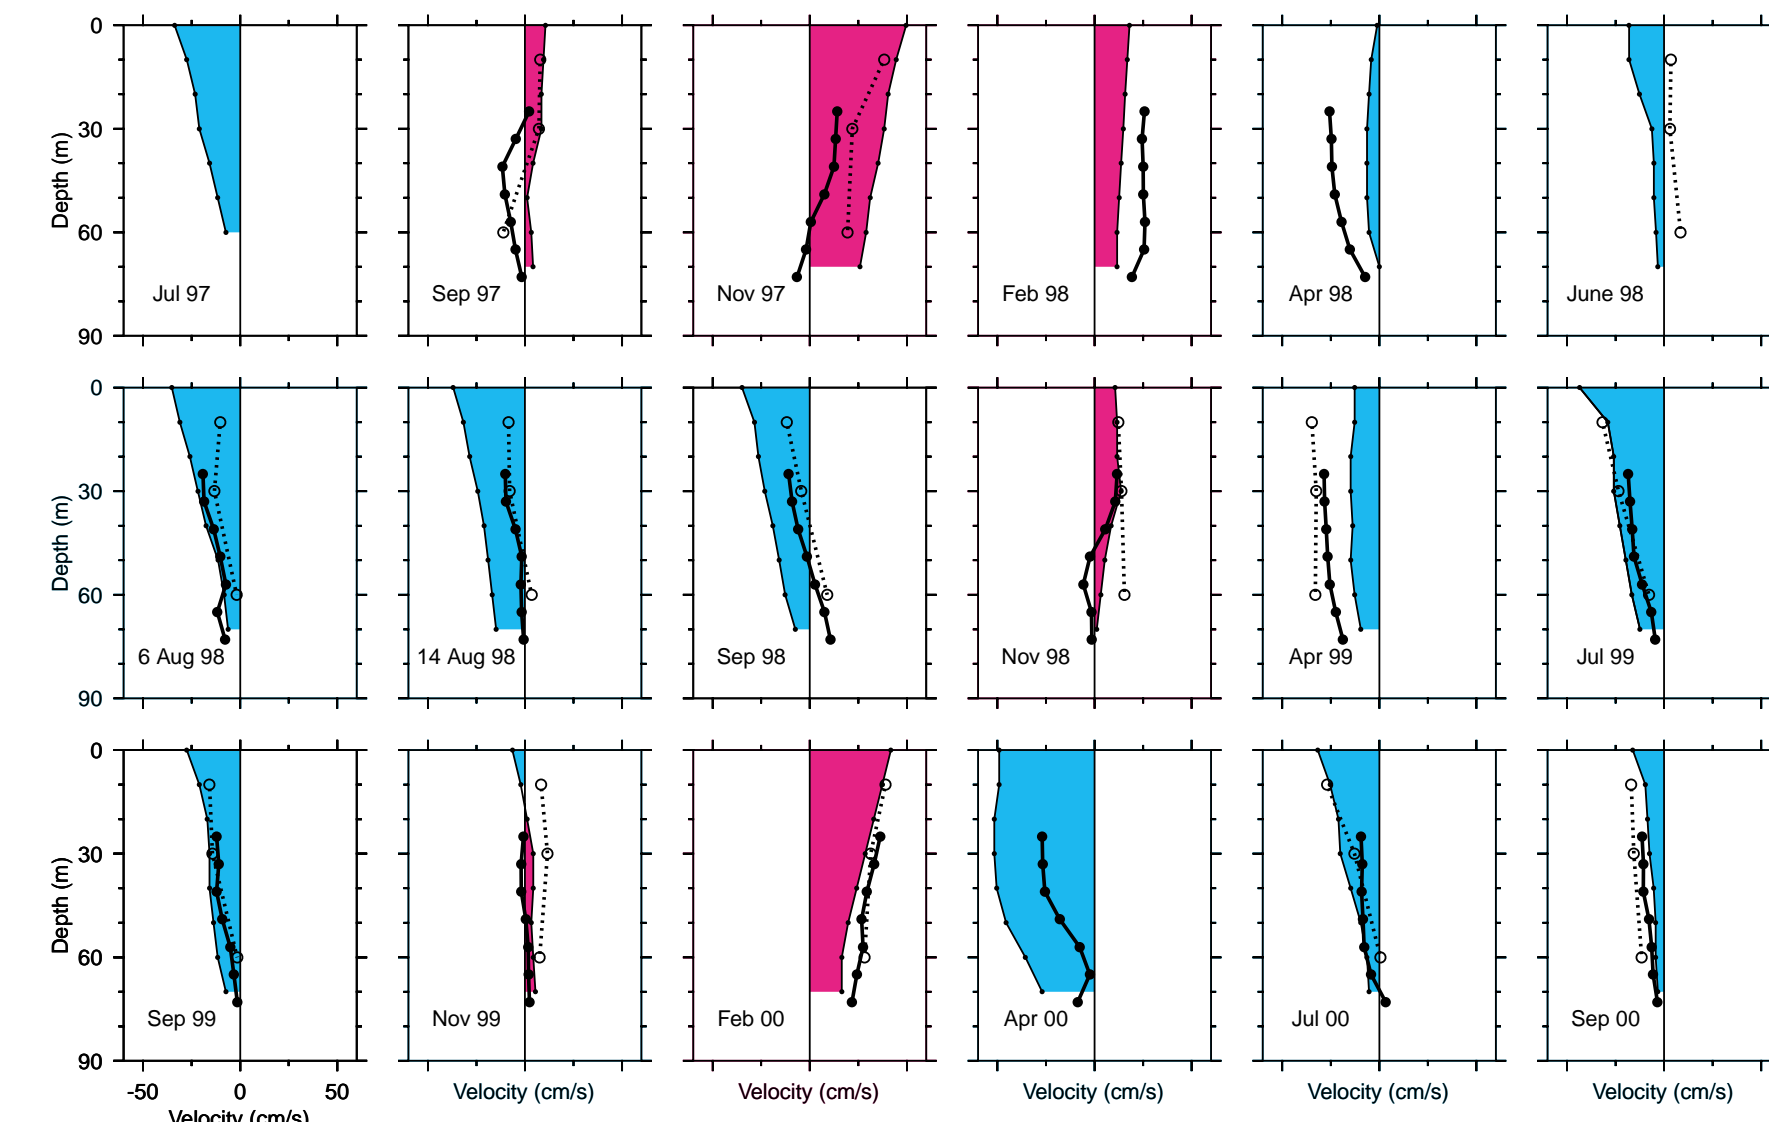 0
30
60
90
Depth (m)
Jul 97
Sep 97
Nov 97
Feb 98
Apr 98
June 98
0
30
60
90
Depth (m)
6 Aug 98
14 Aug 98
Sep 98
Nov 98
Apr 99
Jul 99
0
30
60
90
Depth (m)
Sep 99
Nov 99
Feb 00
Apr 00
Jul 00
Sep 00
-50 0 50
Velocity (cm/s)
Velocity (cm/s)
Velocity (cm/s)
Velocity (cm/s)
Velocity (cm/s)
Velocity (cm/s)